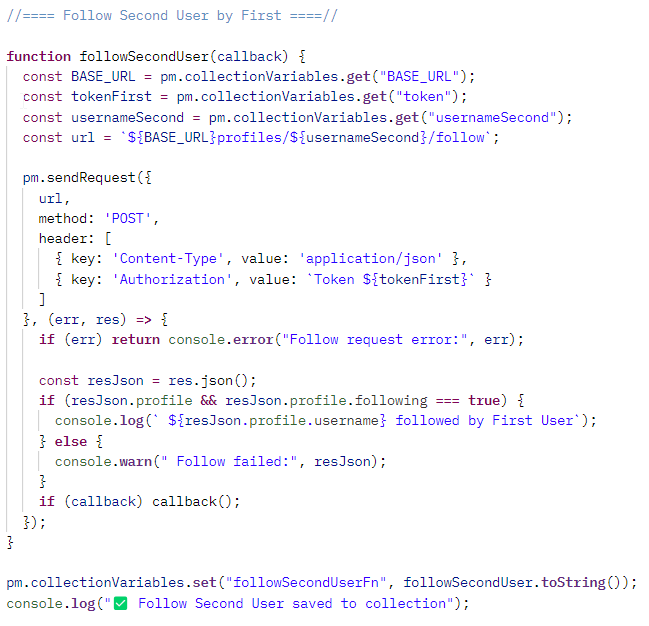 //==== Follow Second User by First ====//

function followSecondUser(callback) {
  const BASE_URL = pm.collectionVariables.get("BASE_URL");
  const tokenFirst = pm.collectionVariables.get("token");
  const usernameSecond = pm.collectionVariables.get("usernameSecond");
  const url = `${BASE_URL}profiles/${usernameSecond}/follow`;

  pm.sendRequest({
    url,
    method: 'POST',
    header: [
      { key: 'Content-Type', value: 'application/json' },
      { key: 'Authorization', value: `Token ${tokenFirst}` }
    ]
  }, (err, res) => {
    if (err) return console.error("Follow request error:", err);

    const resJson = res.json();
    if (resJson.profile && resJson.profile.following === true) {
      console.log(` ${resJson.profile.username} followed by First User`);
    } else {
      console.warn(" Follow failed:", resJson);
    }
    if (callback) callback();
  });
}

pm.collectionVariables.set("followSecondUserFn", followSecondUser.toString());
console.log("✅ Follow Second User saved to collection");